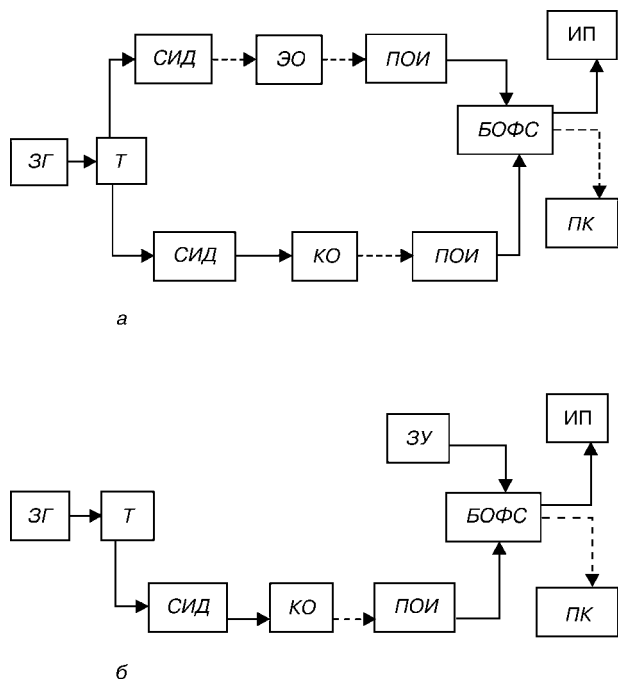 ИП
СИД
ЭО
ПОИ
БОФС
ЗГ
Т
ПК
СИД
КО
ПОИ
а
ИП
ЗУ
ЗГ
Т
БОФС
СИД
КО
ПОИ
ПК
б